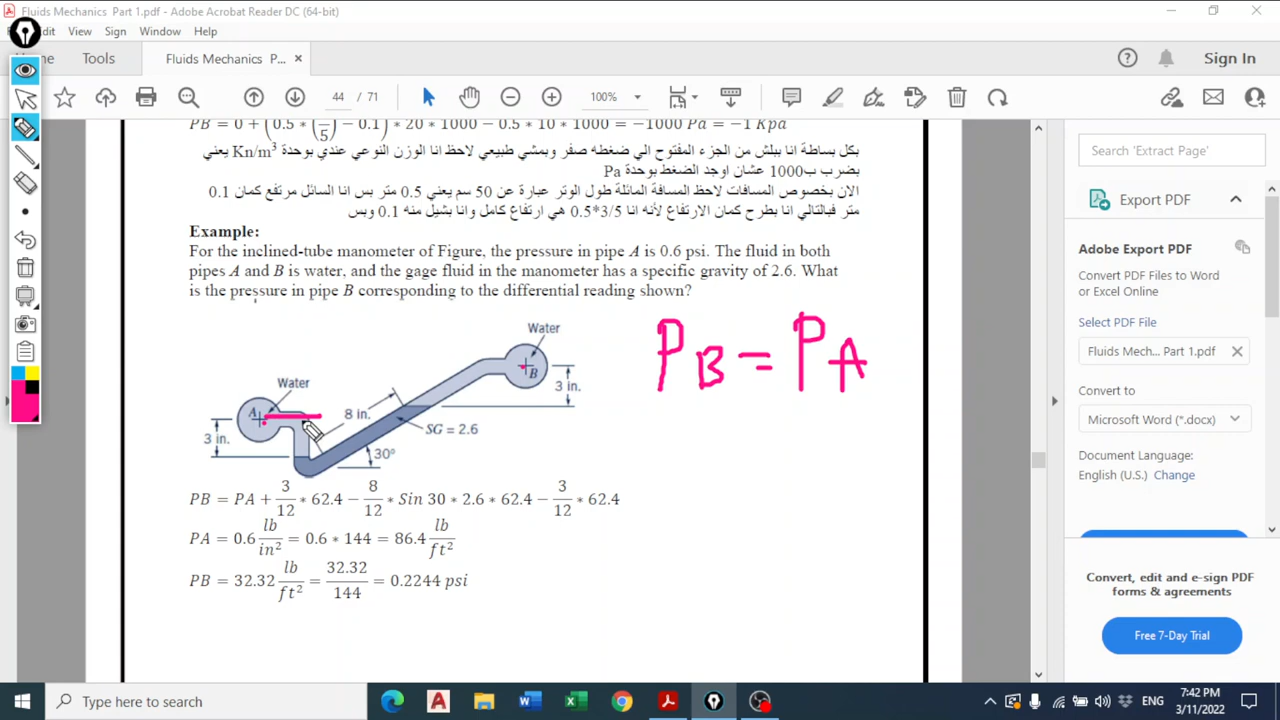 Fluids Mechanics Part 1.pdf - Adobe Acrobat Reader DC (64-bit)
View Sign Window Help
Tools
Fluids Mechanics P... ×
Sign In
44 / 71
100%
PB = 0 + (0.5 * (/5) − 0.1) * 20 * 1000 − 0.5 * 10 * 1000 = −1000 Pa = −1 Kpa
بكل بساطة انا ببلش من الجزء المفتوح الي ضغطه صفر وبمشي طبيعي لاحظ انا الوزن النوعي عندي بوحدة Kn/m³ يعني
بضرب ب1000 عشان اوجد الضغط بوحدة Pa
الان بخصوص المسافات لاحظ المسافة المائلة طول الوتر عبارة عن 50 سم يعني 0.5 متر بس انا السائل مرتفع كمان 0.1
متر فبالتالي انا بطرح كمان الارتفاع لأنه انا 3/5*0.5 هي ارتفاع كامل وانا بشيل منه 0.1 وبس
Example:
For the inclined-tube manometer of Figure, the pressure in pipe A is 0.6 psi. The fluid in both
pipes A and B is water, and the gage fluid in the manometer has a specific gravity of 2.6. What
is the pressure in pipe B corresponding to the differential reading shown?
PB = PA
Water
B
3 in.
Water
A
8 in.
SG = 2.6
3 in.
30°
PB = PA + 3/12 * 62.4 − 8/12 * Sin 30 * 2.6 * 62.4 − 3/12 * 62.4
PA = 0.6 lb/in² = 0.6 * 144 = 86.4 lb/ft²
PB = 32.32 lb/ft² = 32.32/144 = 0.2244 psi
Search 'Extract Page'
Export PDF
Adobe Export PDF
Convert PDF Files to Word
or Excel Online
Select PDF File
Fluids Mech... Part 1.pdf ×
Convert to
Microsoft Word (*.docx)
Document Language:
English (U.S.) Change
Convert, edit and e-sign PDF
forms & agreements
Free 7-Day Trial
Type here to search
ENG
7:42 PM
3/11/2022